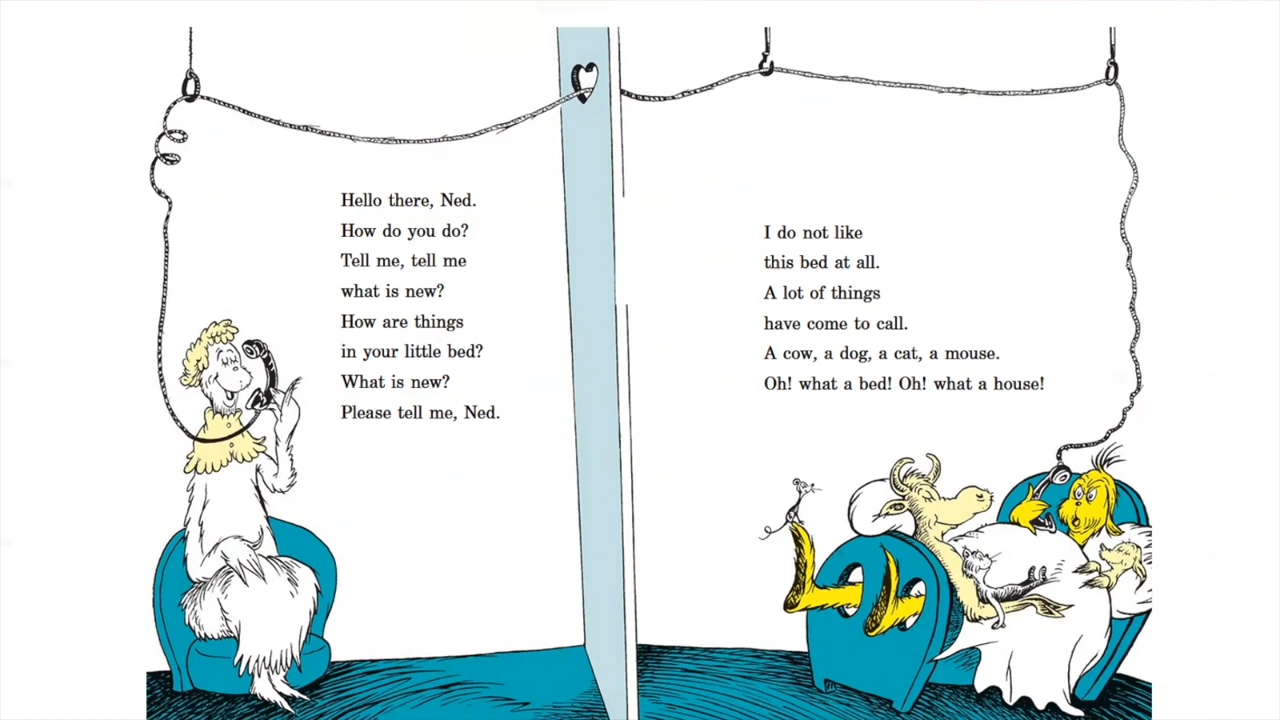 Hello there, Ned.
How do you do?
Tell me, tell me
what is new?
How are things
in your little bed?
What is new?
Please tell me, Ned.
I do not like
this bed at all.
A lot of things
have come to call.
A cow, a dog, a cat, a mouse.
Oh! what a bed! Oh! what a house!